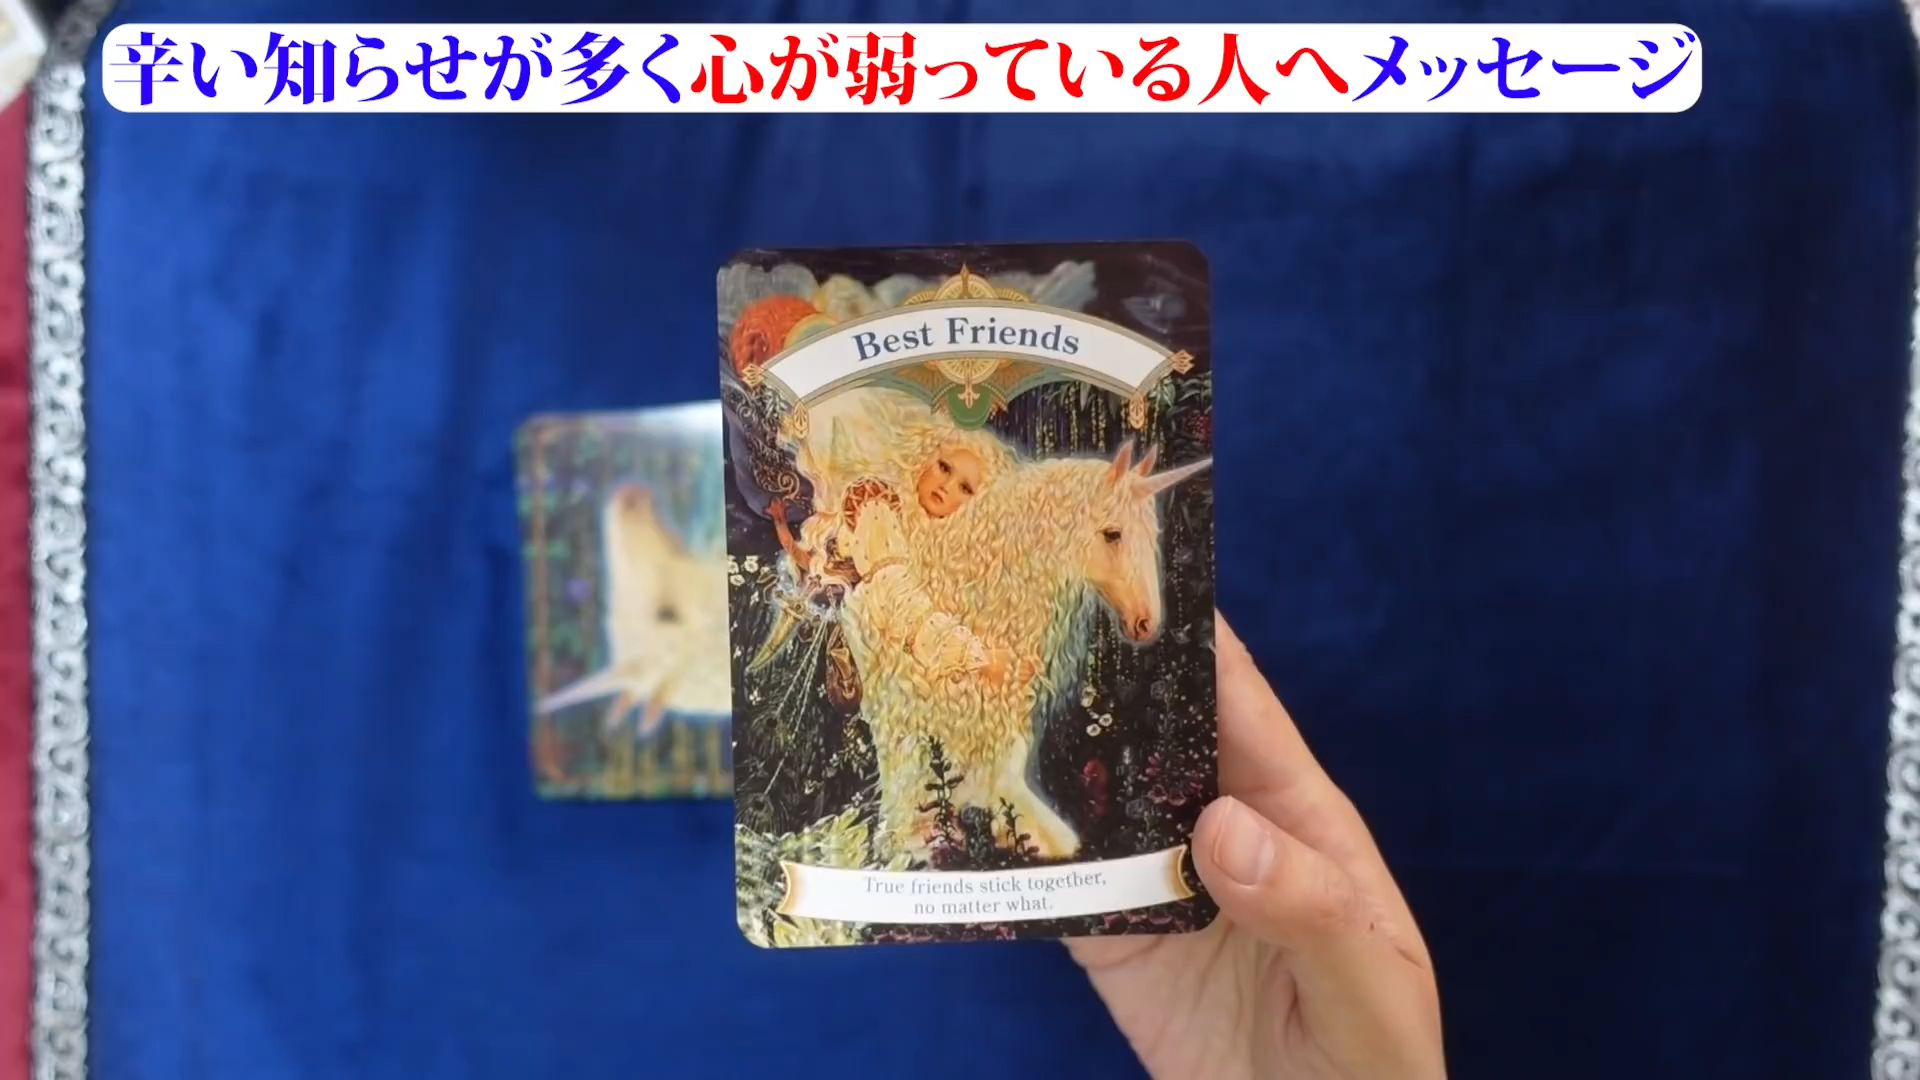 辛い知らせが多く心が弱っている人へメッセージ
Best Friends
True friends stick together,
no matter what.